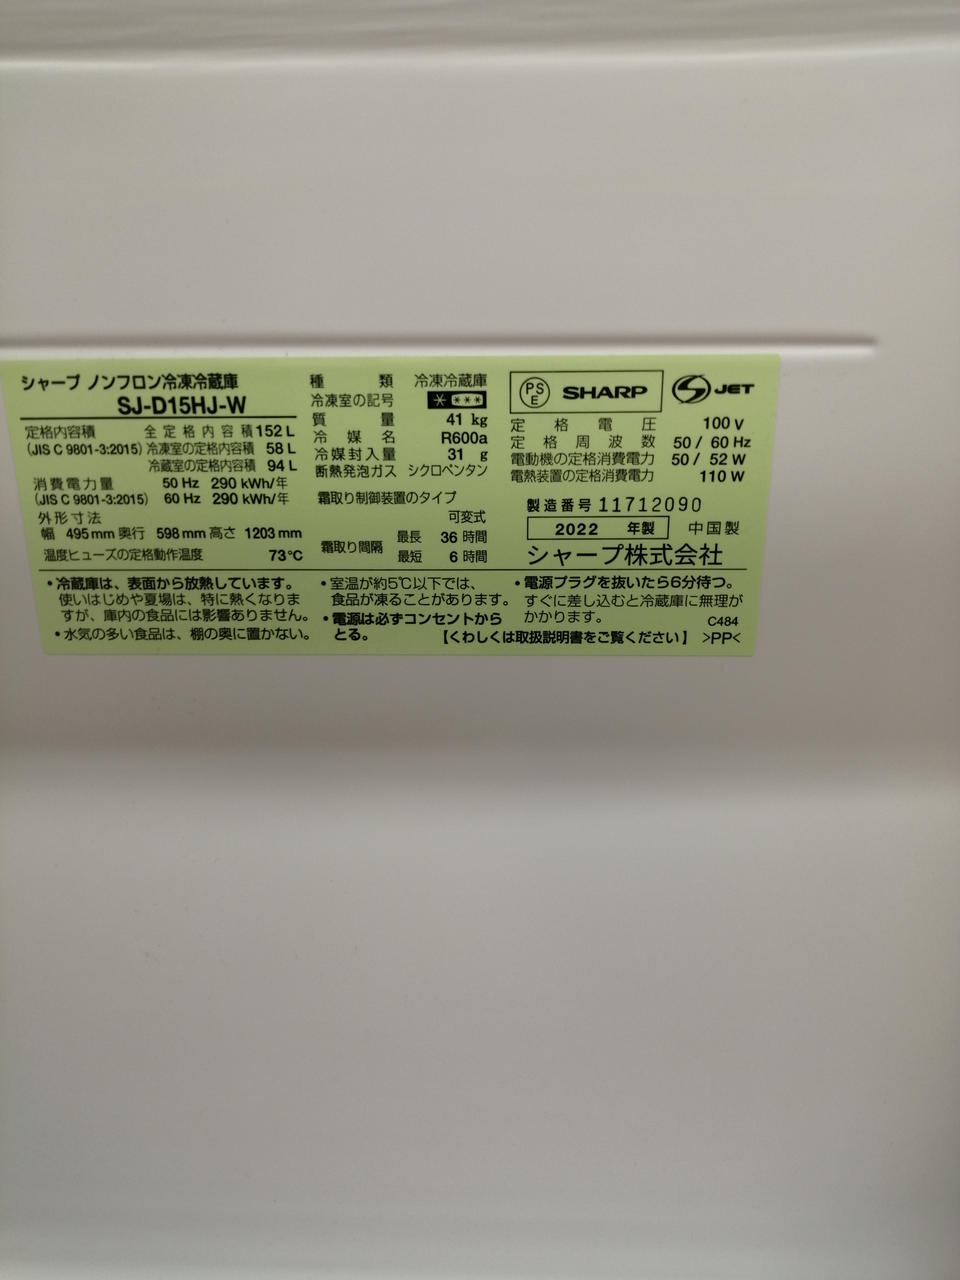 シャープ ノンフロン冷凍冷蔵庫
SJ-D15HJ-W
定格内容積 全定格内容積 152 L
(JIS C 9801-3:2015) 冷凍室の定格内容積 58 L
冷蔵室の定格内容積 94 L
消費電力量 50 Hz 290 kWh/年
(JIS C 9801-3:2015) 60 Hz 290 kWh/年
外形寸法
幅 495 mm 奥行 598 mm 高さ 1203 mm
温度ヒューズの定格動作温度 73℃
種類 冷凍冷蔵庫
冷凍室の記号 * ***
質量 41 kg
冷媒名 R600a
冷媒封入量 31 g
断熱発泡ガス シクロペンタン
霜取り制御装置のタイプ
可変式
霜取り間隔 最長 36 時間
最短 6 時間
PS E SHARP S JET
定格電圧 100 V
定格周波数 50 / 60 Hz
電動機の定格消費電力 50 / 52 W
電熱装置の定格消費電力 110 W
製造番号 11712090
2022 年製 中国製
シャープ株式会社
・冷蔵庫は、表面から放熱しています。
使いはじめや夏場は、特に熱くなりま
すが、庫内の食品には影響ありません。
・水気の多い食品は、棚の奥に置かない。
・室温が約5℃以下では、
食品が凍ることがあります。
・電源は必ずコンセントから
とる。
・電源プラグを抜いたら6分待つ。
すぐに差し込むと冷蔵庫に無理が
かかります。 C484
【くわしくは取扱説明書をご覧ください】 >PP<